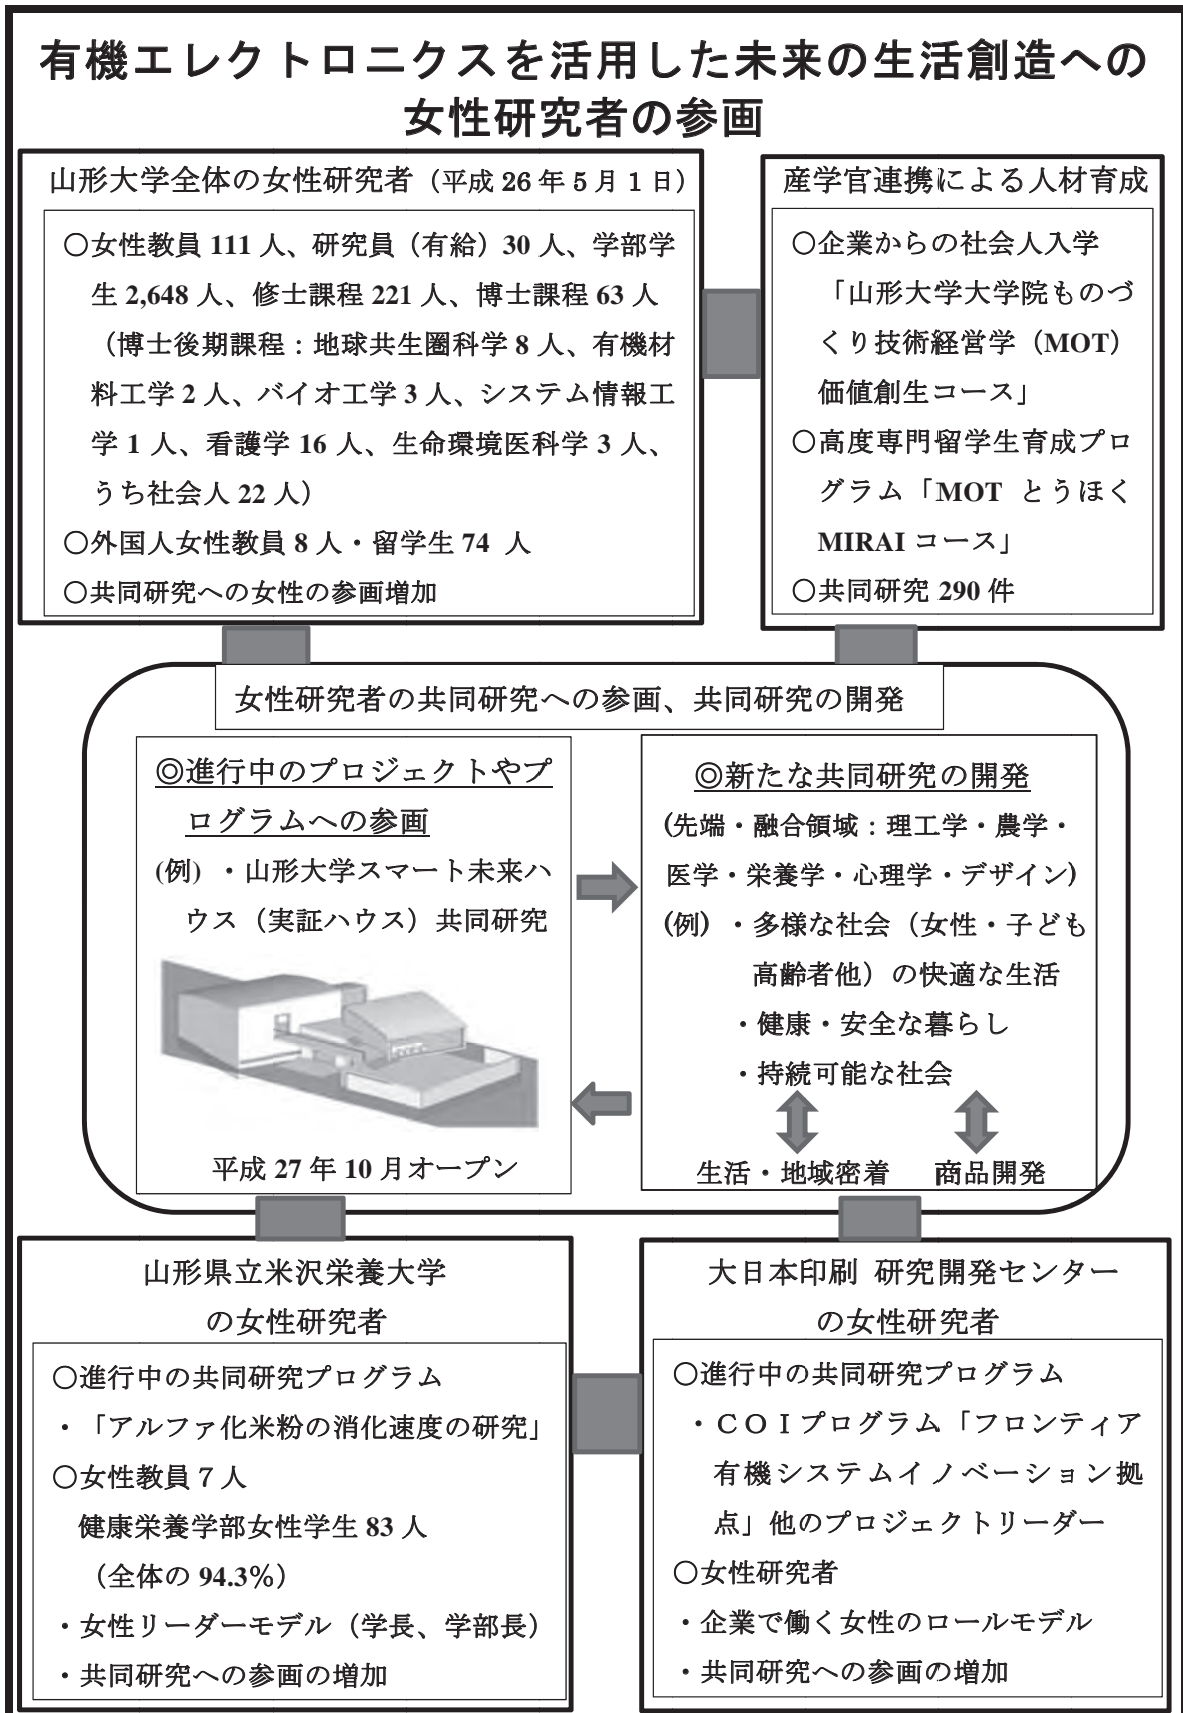 有機エレクトロニクスを活用した未来の生活創造への
女性研究者の参画
山形大学全体の女性研究者（平成 26 年 5 月 1 日）
○女性教員 111 人、研究員（有給）30 人、学部学
生 2,648 人、修士課程 221 人、博士課程 63 人
（博士後期課程：地球共生圏科学 8 人、有機材
料工学 2 人、バイオ工学 3 人、システム情報工
学 1 人、看護学 16 人、生命環境医科学 3 人、
うち社会人 22 人）
○外国人女性教員 8 人・留学生 74 人
○共同研究への女性の参画増加
産学官連携による人材育成
○企業からの社会人入学
「山形大学大学院ものづ
くり技術経営学（MOT）
価値創生コース」
○高度専門留学生育成プロ
グラム「MOT とうほく
MIRAI コース」
○共同研究 290 件
女性研究者の共同研究への参画、共同研究の開発
◎進行中のプロジェクトやプ
ログラムへの参画
(例) ・山形大学スマート未来ハ
ウス（実証ハウス）共同研究
平成 27 年 10 月オープン
◎新たな共同研究の開発
(先端・融合領域：理工学・農学・
医学・栄養学・心理学・デザイン)
(例) ・多様な社会（女性・子ども
高齢者他）の快適な生活
・健康・安全な暮らし
・持続可能な社会
生活・地域密着 商品開発
山形県立米沢栄養大学
の女性研究者
○進行中の共同研究プログラム
・「アルファ化米粉の消化速度の研究」
○女性教員 7 人
健康栄養学部女性学生 83 人
（全体の 94.3%）
・女性リーダーモデル（学長、学部長）
・共同研究への参画の増加
大日本印刷 研究開発センター
の女性研究者
○進行中の共同研究プログラム
・ＣＯＩプログラム「フロンティア
有機システムイノベーション拠
点」他のプロジェクトリーダー
○女性研究者
・企業で働く女性のロールモデル
・共同研究への参画の増加